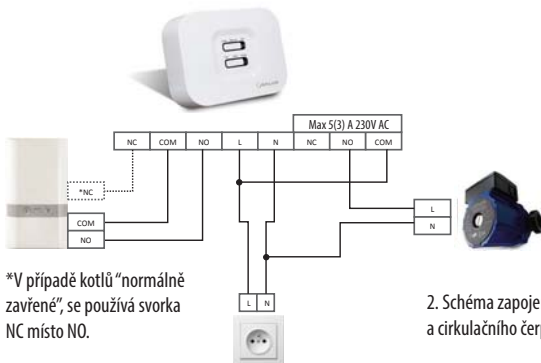 Max 5(3) A 230V AC
NC COM NO L N NC NO COM
*NC
COM
NO
L
N
L N
*V případě kotlů “normálně
zavřené”, se používá svorka
NC místo NO.
2. Schéma zapoje
a cirkulačního čerp